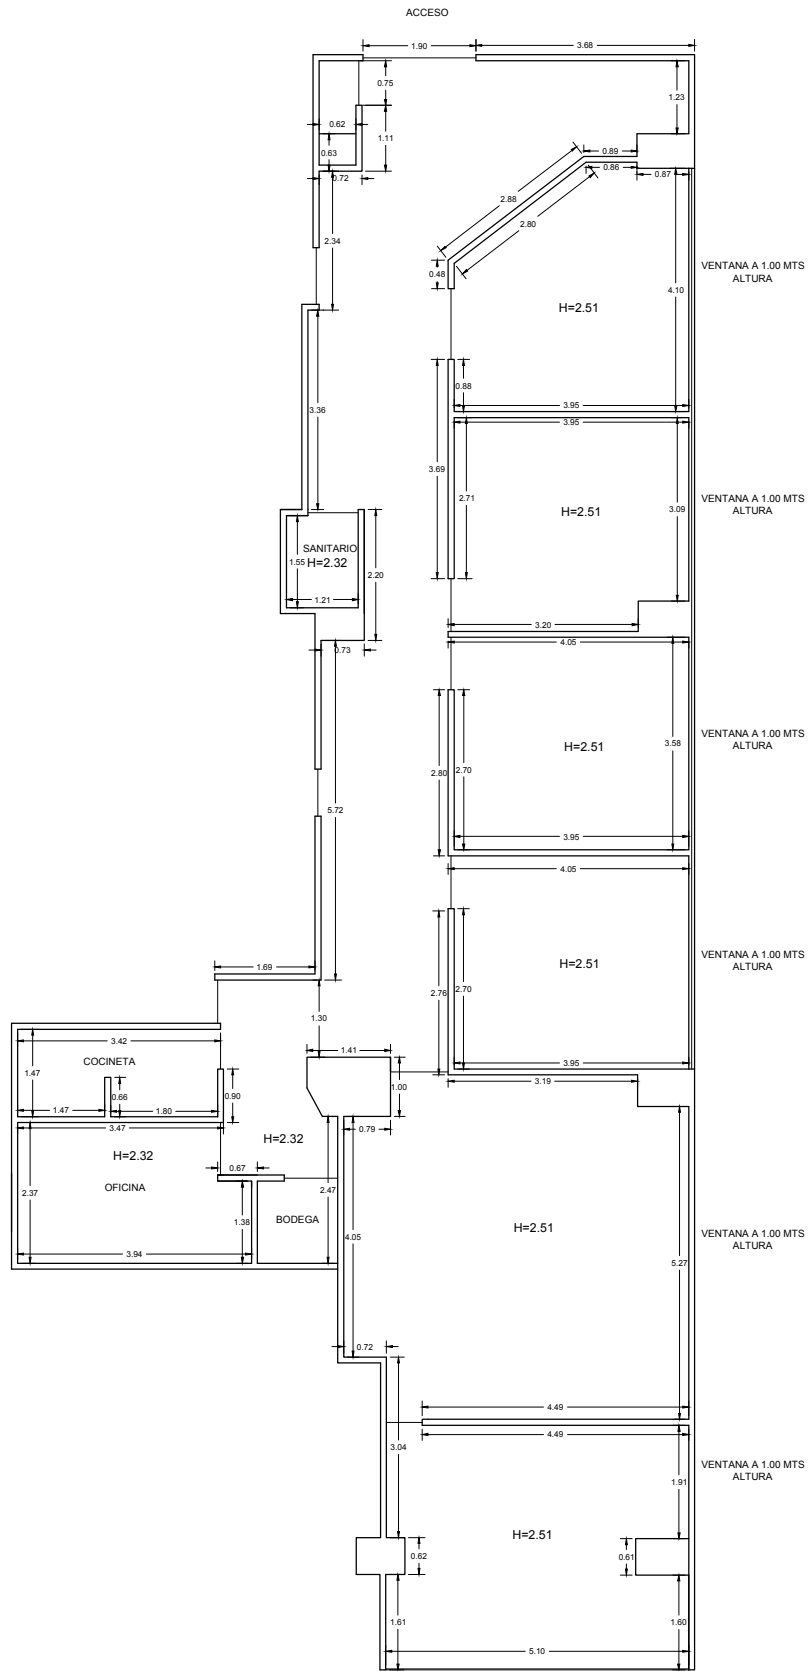 ACCESO
1.90
3.68
0.75
1.23
0.62
1.11
0.63
0.89
0.72
0.86
0.87
2.88
2.80
2.34
0.48
VENTANA A 1.00 MTS
ALTURA
4.10
H=2.51
0.88
3.36
3.95
3.95
3.69
2.71
3.09
VENTANA A 1.00 MTS
ALTURA
H=2.51
SANITARIO
1.55
H=2.32
2.20
1.21
3.20
0.73
4.05
VENTANA A 1.00 MTS
ALTURA
H=2.51
3.58
2.80
2.70
5.72
3.95
4.05
VENTANA A 1.00 MTS
ALTURA
H=2.51
1.69
2.76
2.70
1.30
3.42
1.41
COCINETA
3.95
1.47
0.66
0.90
1.00
3.19
1.47
1.80
3.47
0.79
H=2.32
H=2.32
0.67
OFICINA
2.37
2.47
1.38
BODEGA
H=2.51
VENTANA A 1.00 MTS
ALTURA
4.05
5.27
3.94
0.72
4.49
4.49
3.04
VENTANA A 1.00 MTS
ALTURA
1.91
H=2.51
0.62
0.61
1.61
1.60
5.10